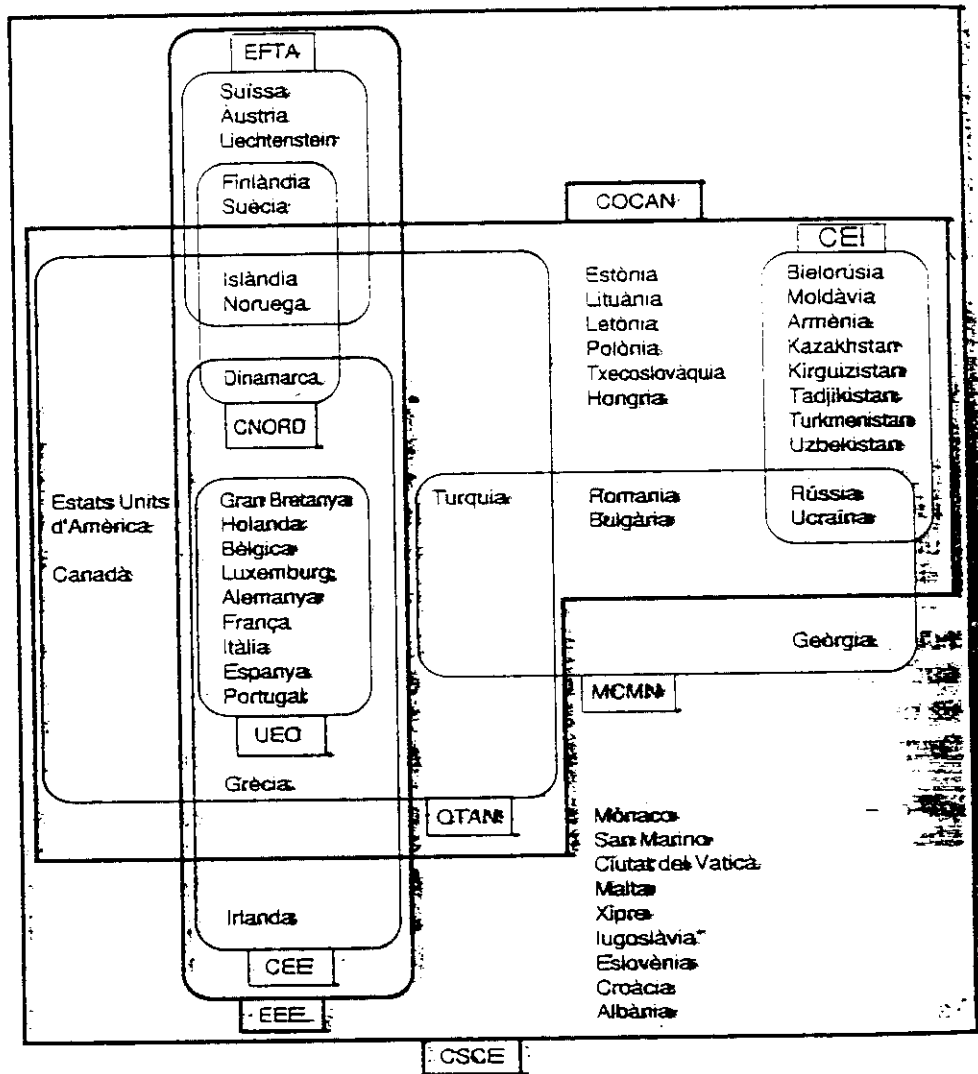 EFTA
Suïssa
Àustria
Liechtenstein
Finlàndia
Suècia
Islàndia
Noruega
Dinamarca
CNORD
Estats Units
d'Amèrica
Canadà
Gran Bretanya
Holanda
Bèlgica
Luxemburg
Alemanya
França
Itàlia
Espanya
Portugal
UEO
Grècia
Irlanda
CEE
EEE
Turquia
OTAN
COCAN
Estònia
Lituània
Letònia
Polònia
Txecoslovàquia
Hongria
Romania
Bulgària
CEI
Bielorúsia
Moldàvia
Armènia
Kazakhstan
Kirguizistan
Tadjikistan
Turkmenistan
Uzbekistan
Rússia
Ucraïna
Geòrgia
MCMN
Mònaco
San Marino
Ciutat del Vaticà
Malta
Xipre
Iugoslàvia*
Eslovènia
Croàcia
Albània
CSCE